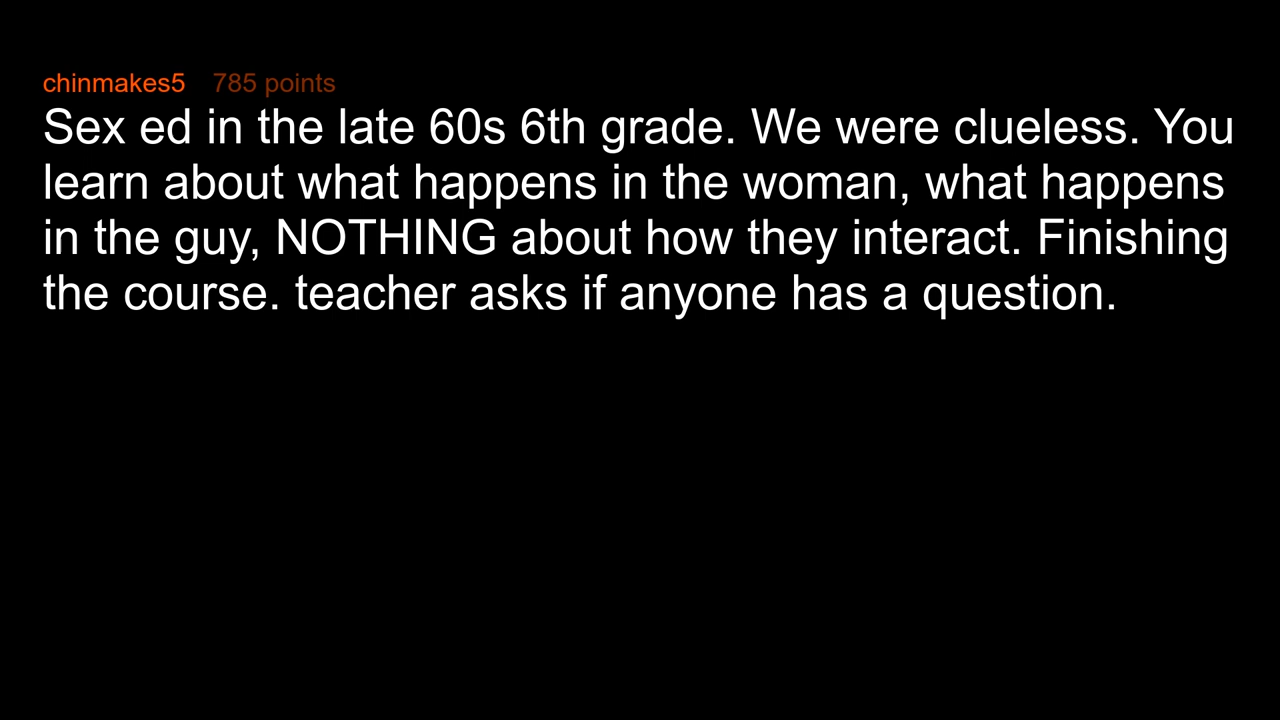 chinmakes5 785 points
Sex ed in the late 60s 6th grade. We were clueless. You
learn about what happens in the woman, what happens
in the guy, NOTHING about how they interact. Finishing
the course. teacher asks if anyone has a question.